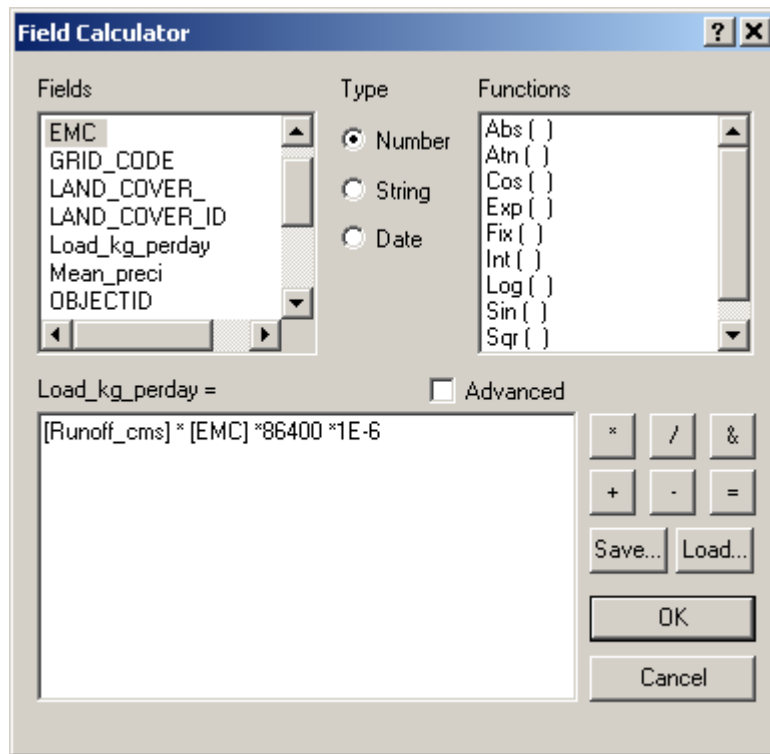 Field Calculator
Fields
Type
Functions
EMC
GRID_CODE
LAND_COVER_
LAND_COVER_ID
Load_kg_perday
Mean_preci
OBJECTID
Number
String
Date
Abs ( )
Atn ( )
Cos ( )
Exp ( )
Fix ( )
Int ( )
Log ( )
Sin ( )
Sqr ( )
Load_kg_perday =
Advanced
[Runoff_cms] * [EMC] *86400 *1E-6
* / &
+ - =
Save... Load...
OK
Cancel